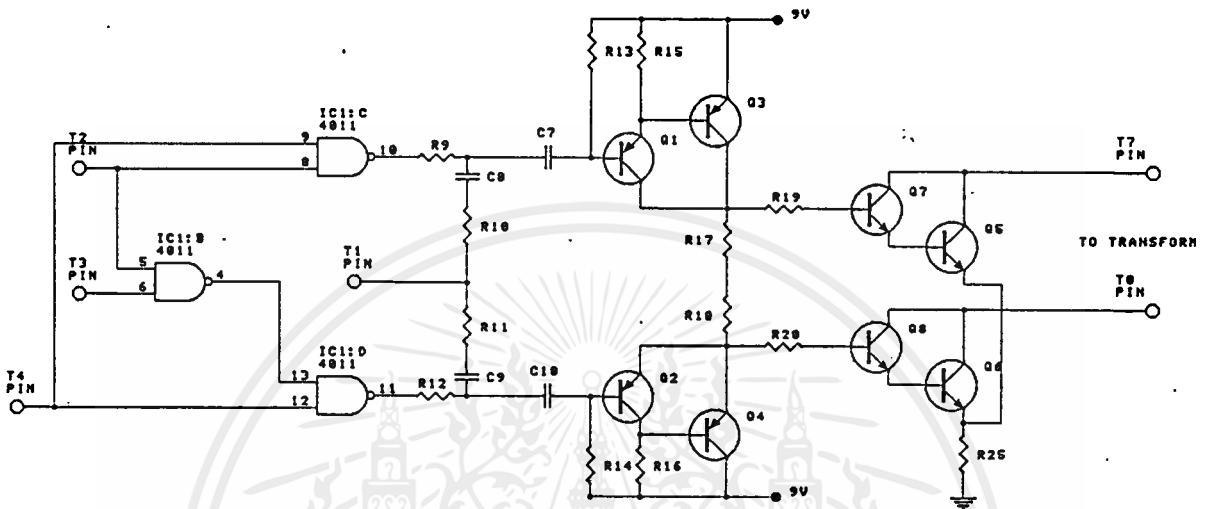 9V
R13
R15
Q3
IC1:C
4011
T2
PIN
9
8
10
R9
C7
Q1
T7
PIN
C8
R19
Q7
R10
Q5
IC1:B
4011
T3
PIN
5
6
4
T1
PIN
R17
TO TRANSFORM
T8
PIN
R11
R18
R20
Q8
IC1:D
4011
T4
PIN
13
12
11
R12
C9
C10
Q2
Q6
Q4
R14
R16
R25
9V